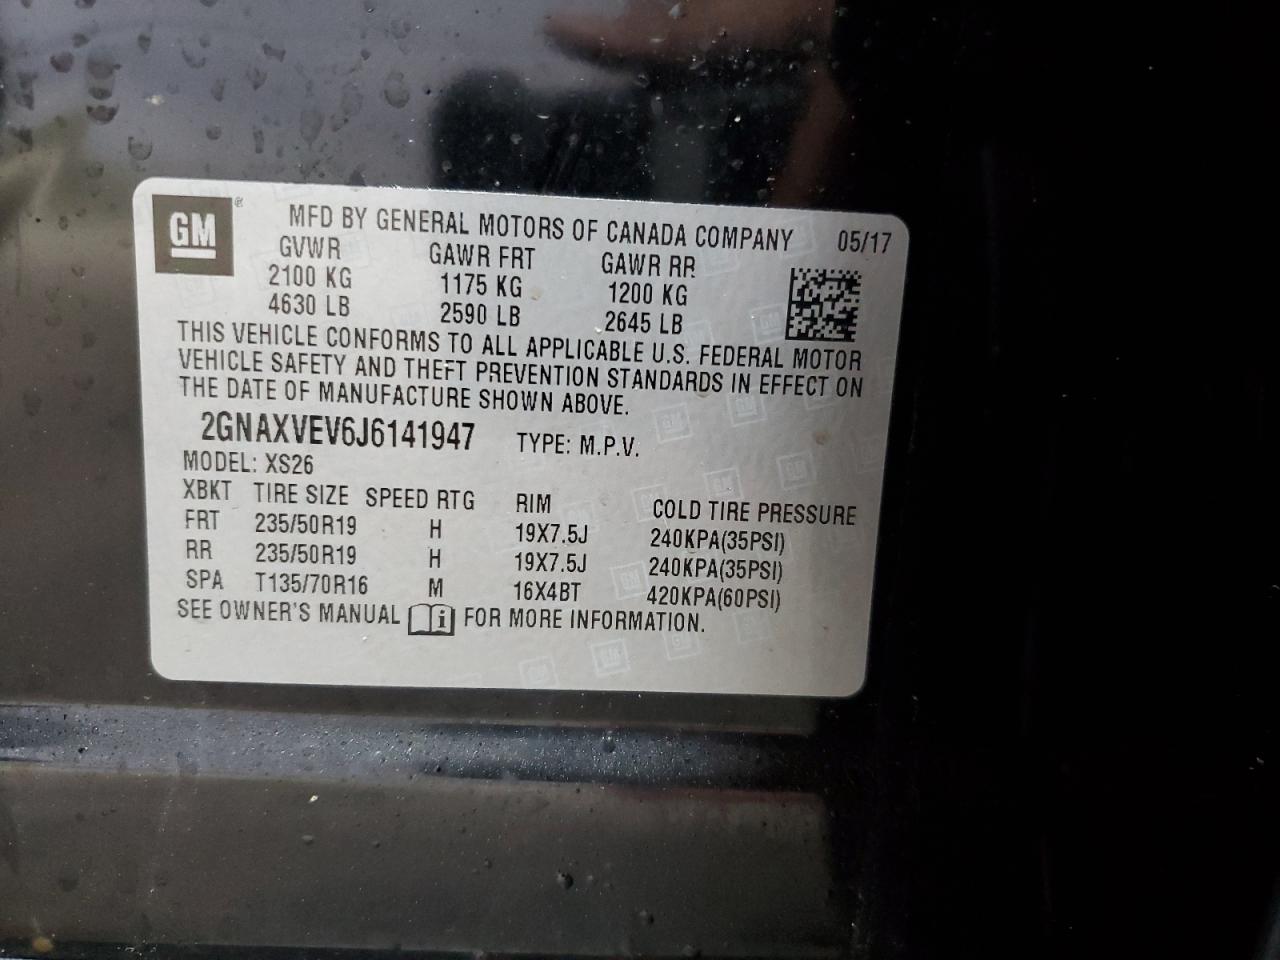 GM®
MFD BY GENERAL MOTORS OF CANADA COMPANY 05/17
GVWR GAWR FRT GAWR RR
2100 KG 1175 KG 1200 KG
4630 LB 2590 LB 2645 LB
THIS VEHICLE CONFORMS TO ALL APPLICABLE U.S. FEDERAL MOTOR
VEHICLE SAFETY AND THEFT PREVENTION STANDARDS IN EFFECT ON
THE DATE OF MANUFACTURE SHOWN ABOVE.
2GNAXVEV6J6141947 TYPE: M.P.V.
MODEL: XS26
XBKT TIRE SIZE SPEED RTG RIM COLD TIRE PRESSURE
FRT 235/50R19 H 19X7.5J 240KPA(35PSI)
RR 235/50R19 H 19X7.5J 240KPA(35PSI)
SPA T135/70R16 M 16X4BT 420KPA(60PSI)
SEE OWNER'S MANUAL i FOR MORE INFORMATION.